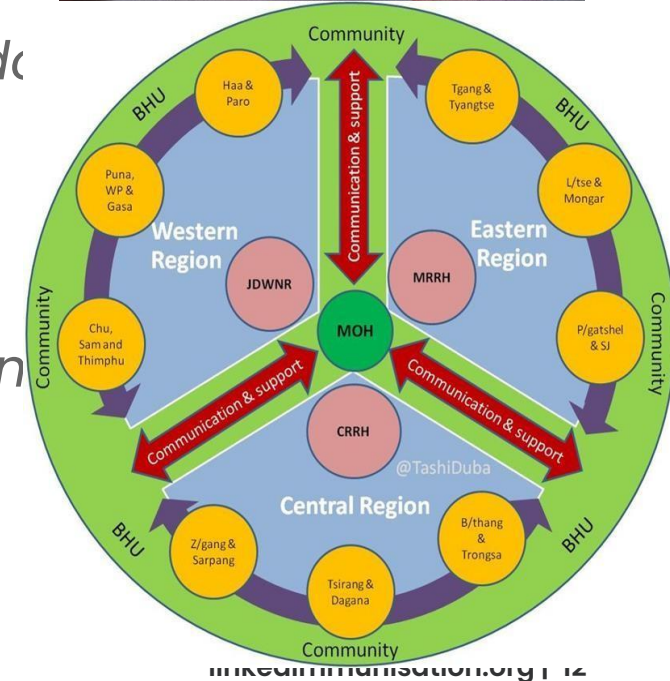 Community
BHU
BHU
Haa &
Paro
Tgang &
Tyangtse
Puna,
WP &
Gasa
L/tse &
Mongar
Communication & support
Western
Region
Eastern
Region
JDWNR
MRRH
MOH
Community
Community
Chu,
Sam and
Thimphu
P/gatshel
& SJ
Communication & support
Communication & support
CRRH
@TashiDuba
Central Region
BHU
BHU
Z/gang &
Sarpang
B/thang
&
Trongsa
Tsirang &
Dagana
Community
linkedimmunisation.org | 12